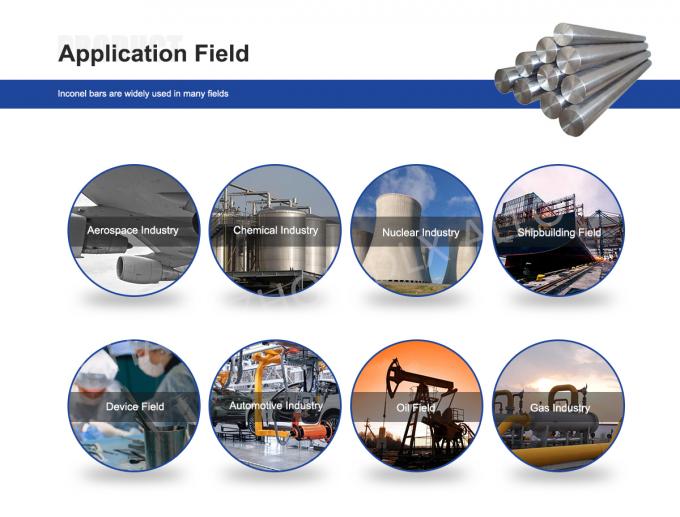 PRODUCT
Application Field
Inconel bars are widely used in many fields
Aerospace Industry
Chemical Industry
Nuclear Industry
Shipbuilding Field
Device Field
Automotive Industry
Oil Field
Gas Industry